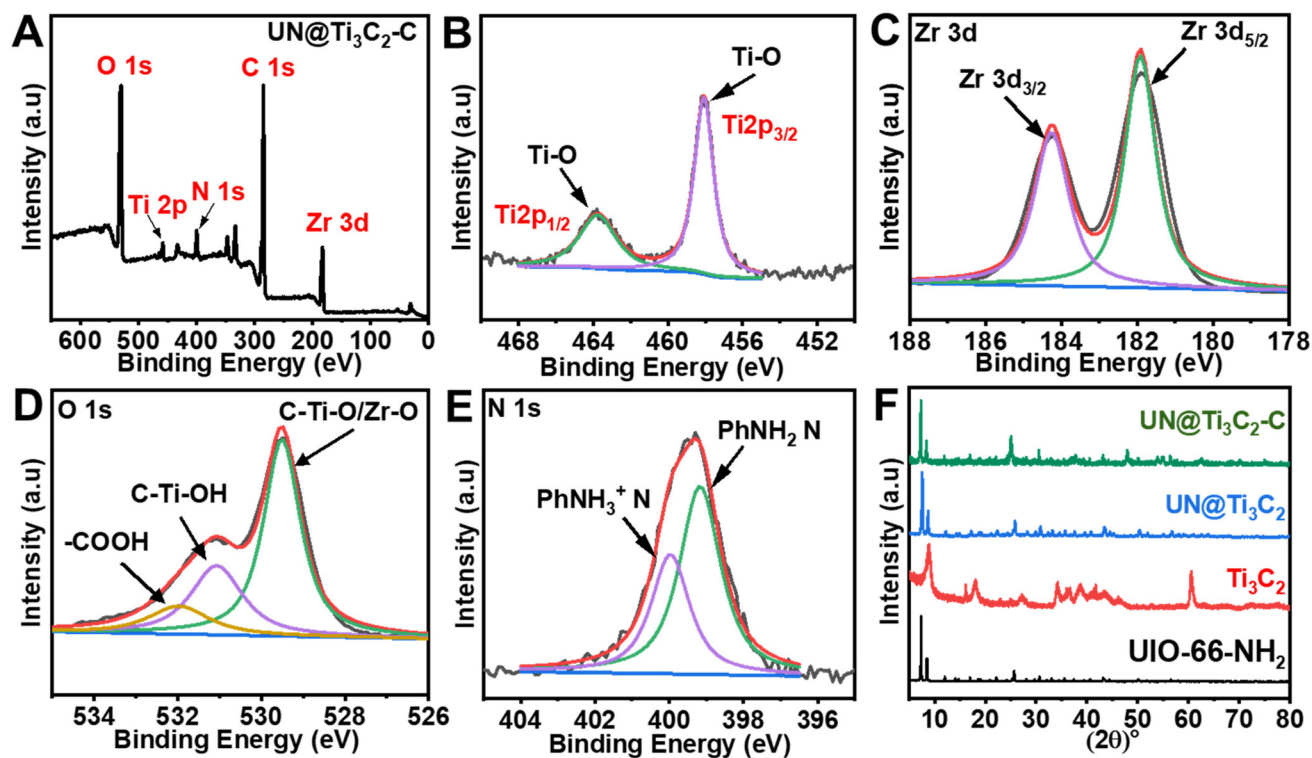 A
UN@Ti₃C₂-C
O 1s
C 1s
Ti 2p
N 1s
Zr 3d
Intensity (a.u)
600 500 400 300 200 100 0
Binding Energy (eV)
B
Ti-O
Ti2p₃/₂
Ti-O
Ti2p₁/₂
Intensity (a.u)
468 464 460 456 452
Binding Energy (eV)
C
Zr 3d
Zr 3d₅/₂
Zr 3d₃/₂
Intensity (a.u)
188 186 184 182 180 178
Binding Energy (eV)
D
O 1s
C-Ti-O/Zr-O
C-Ti-OH
-COOH
Intensity (a.u)
534 532 530 528 526
Binding Energy (eV)
E
N 1s
PhNH₂ N
PhNH₃⁺ N
Intensity (a.u)
404 402 400 398 396
Binding Energy (eV)
F
UN@Ti₃C₂-C
UN@Ti₃C₂
Ti₃C₂
UIO-66-NH₂
Intensity (a.u)
10 20 30 40 50 60 70 80
(2θ)°